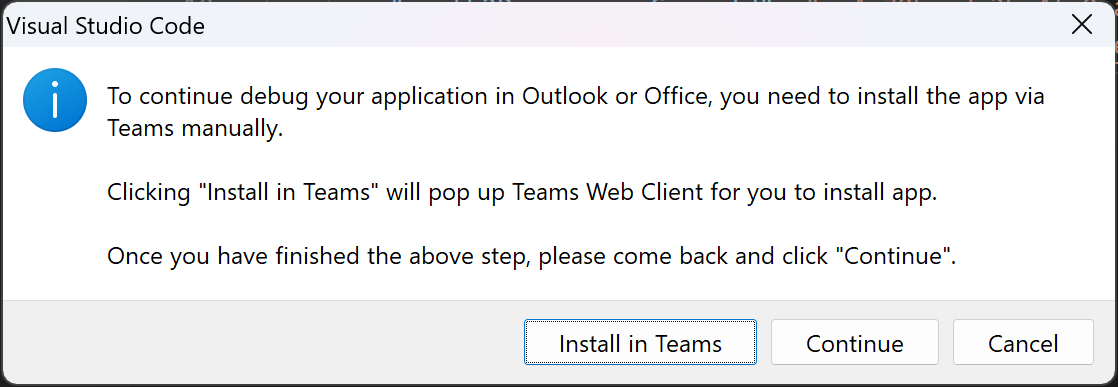 Visual Studio Code
To continue debug your application in Outlook or Office, you need to install the app via
Teams manually.
Clicking "Install in Teams" will pop up Teams Web Client for you to install app.
Once you have finished the above step, please come back and click "Continue".
Install in Teams
Continue
Cancel